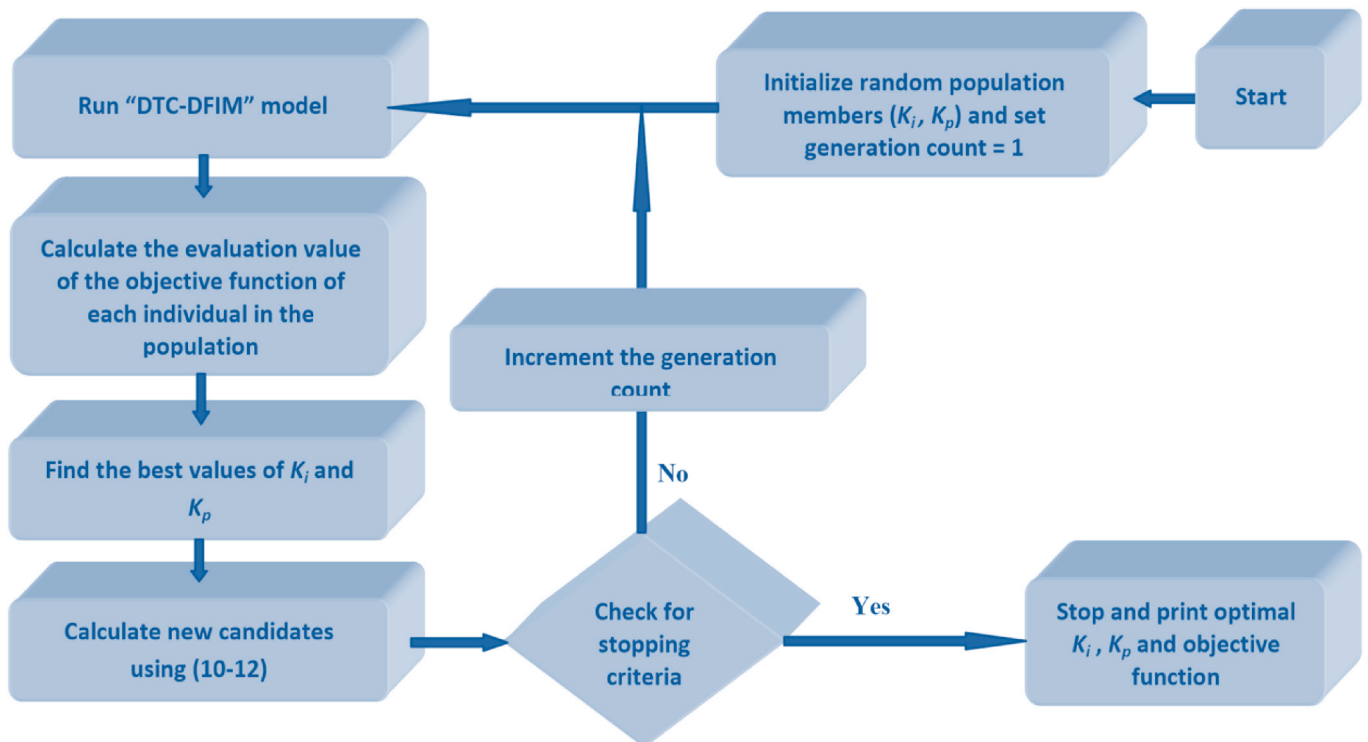 Start
Initialize random population
members (Ki, Kp) and set
generation count = 1
Run “DTC-DFIM” model
Calculate the evaluation value
of the objective function of
each individual in the
population
Find the best values of Ki and
Kp
Calculate new candidates
using (10-12)
Check for
stopping
criteria
No
Increment the generation
count
Yes
Stop and print optimal
Ki , Kp and objective
function